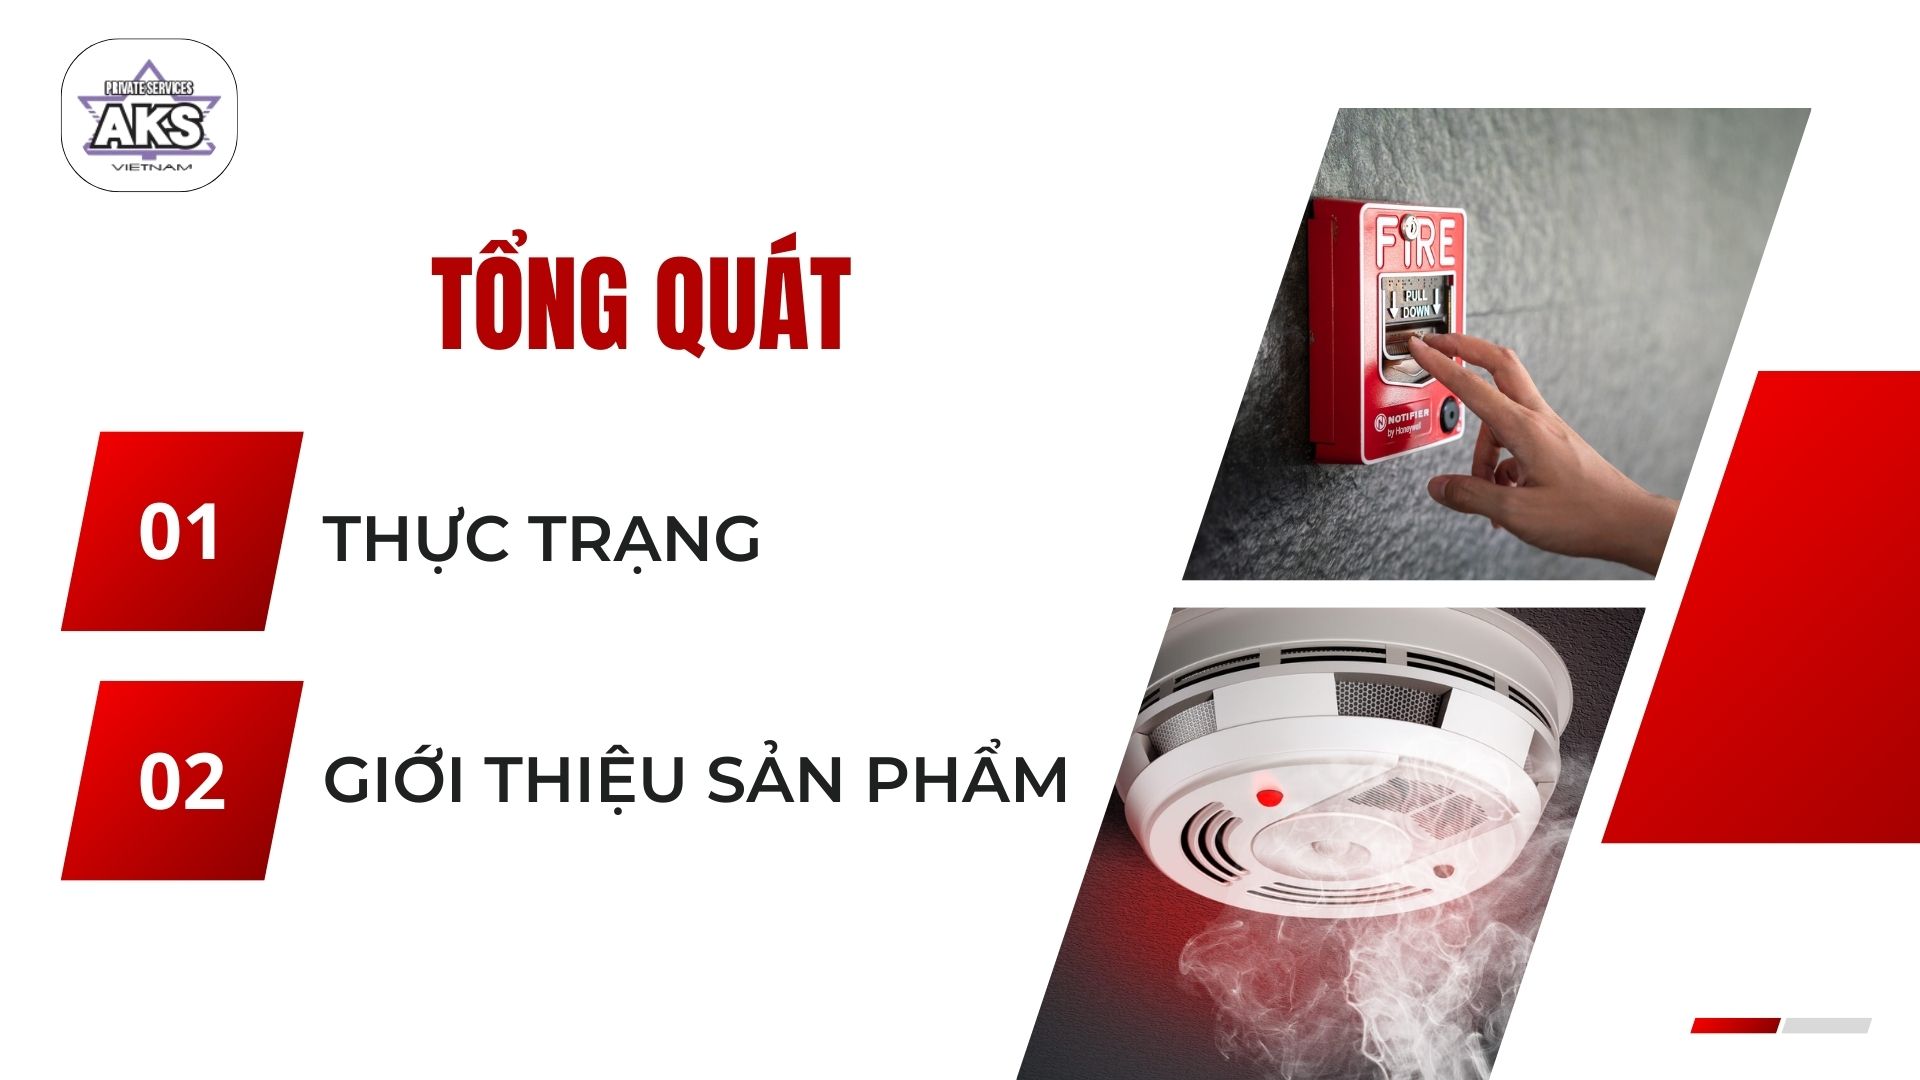 PRIVATE SERVICES
AKS
VIETNAM
TỔNG QUÁT
01
THỰC TRẠNG
02
GIỚI THIỆU SẢN PHẨM
FIRE
PULL
DOWN
NOTIFIER
by Honeywell